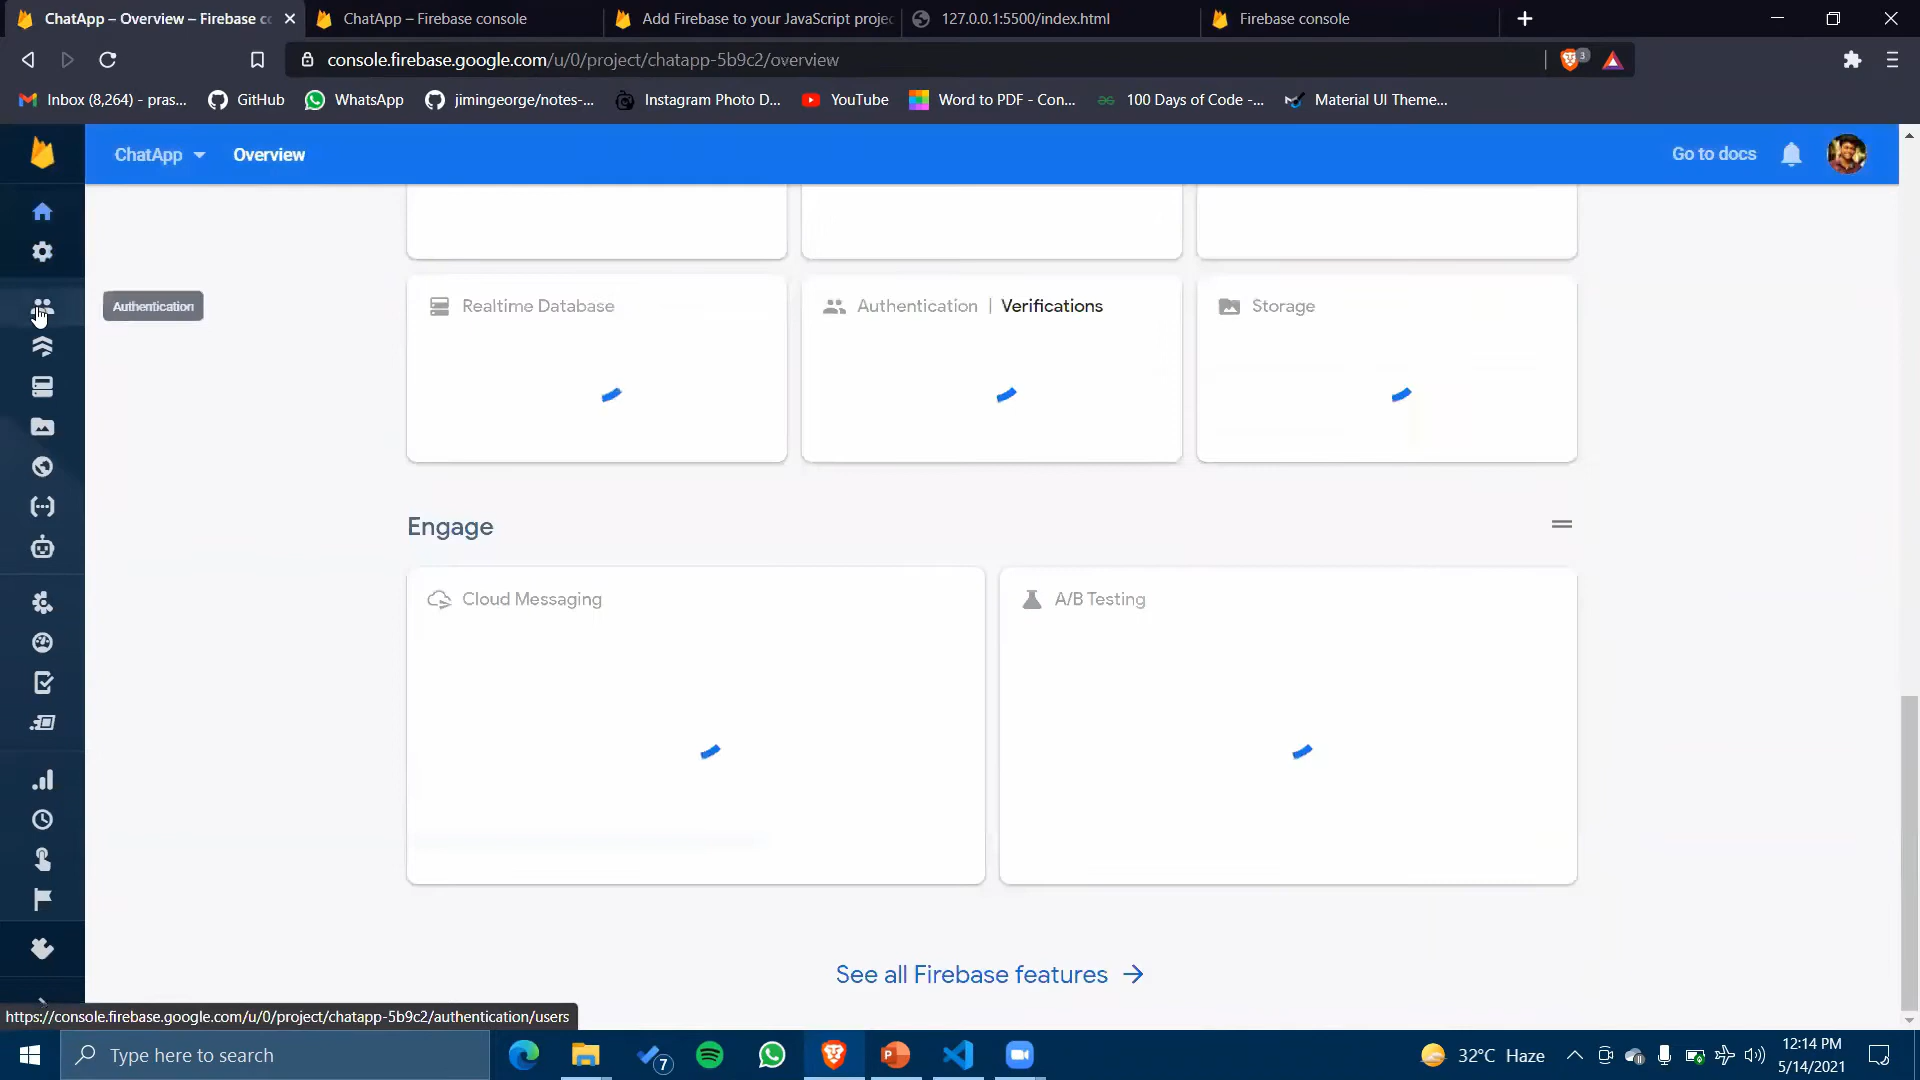 ChatApp – Overview – Firebase co
ChatApp – Firebase console
Add Firebase to your JavaScript projec
127.0.0.1:5500/index.html
Firebase console
console.firebase.google.com/u/0/project/chatapp-5b9c2/overview
3
Inbox (8,264) - pras...
GitHub
WhatsApp
jimingeorge/notes-...
Instagram Photo D...
YouTube
Word to PDF - Con...
100 Days of Code -...
Material UI Theme...
ChatApp
Overview
Go to docs
Authentication
Realtime Database
Authentication | Verifications
Storage
Engage
Cloud Messaging
A/B Testing
See all Firebase features
https://console.firebase.google.com/u/0/project/chatapp-5b9c2/authentication/users
Type here to search
7
32°C Haze
12:14 PM
5/14/2021